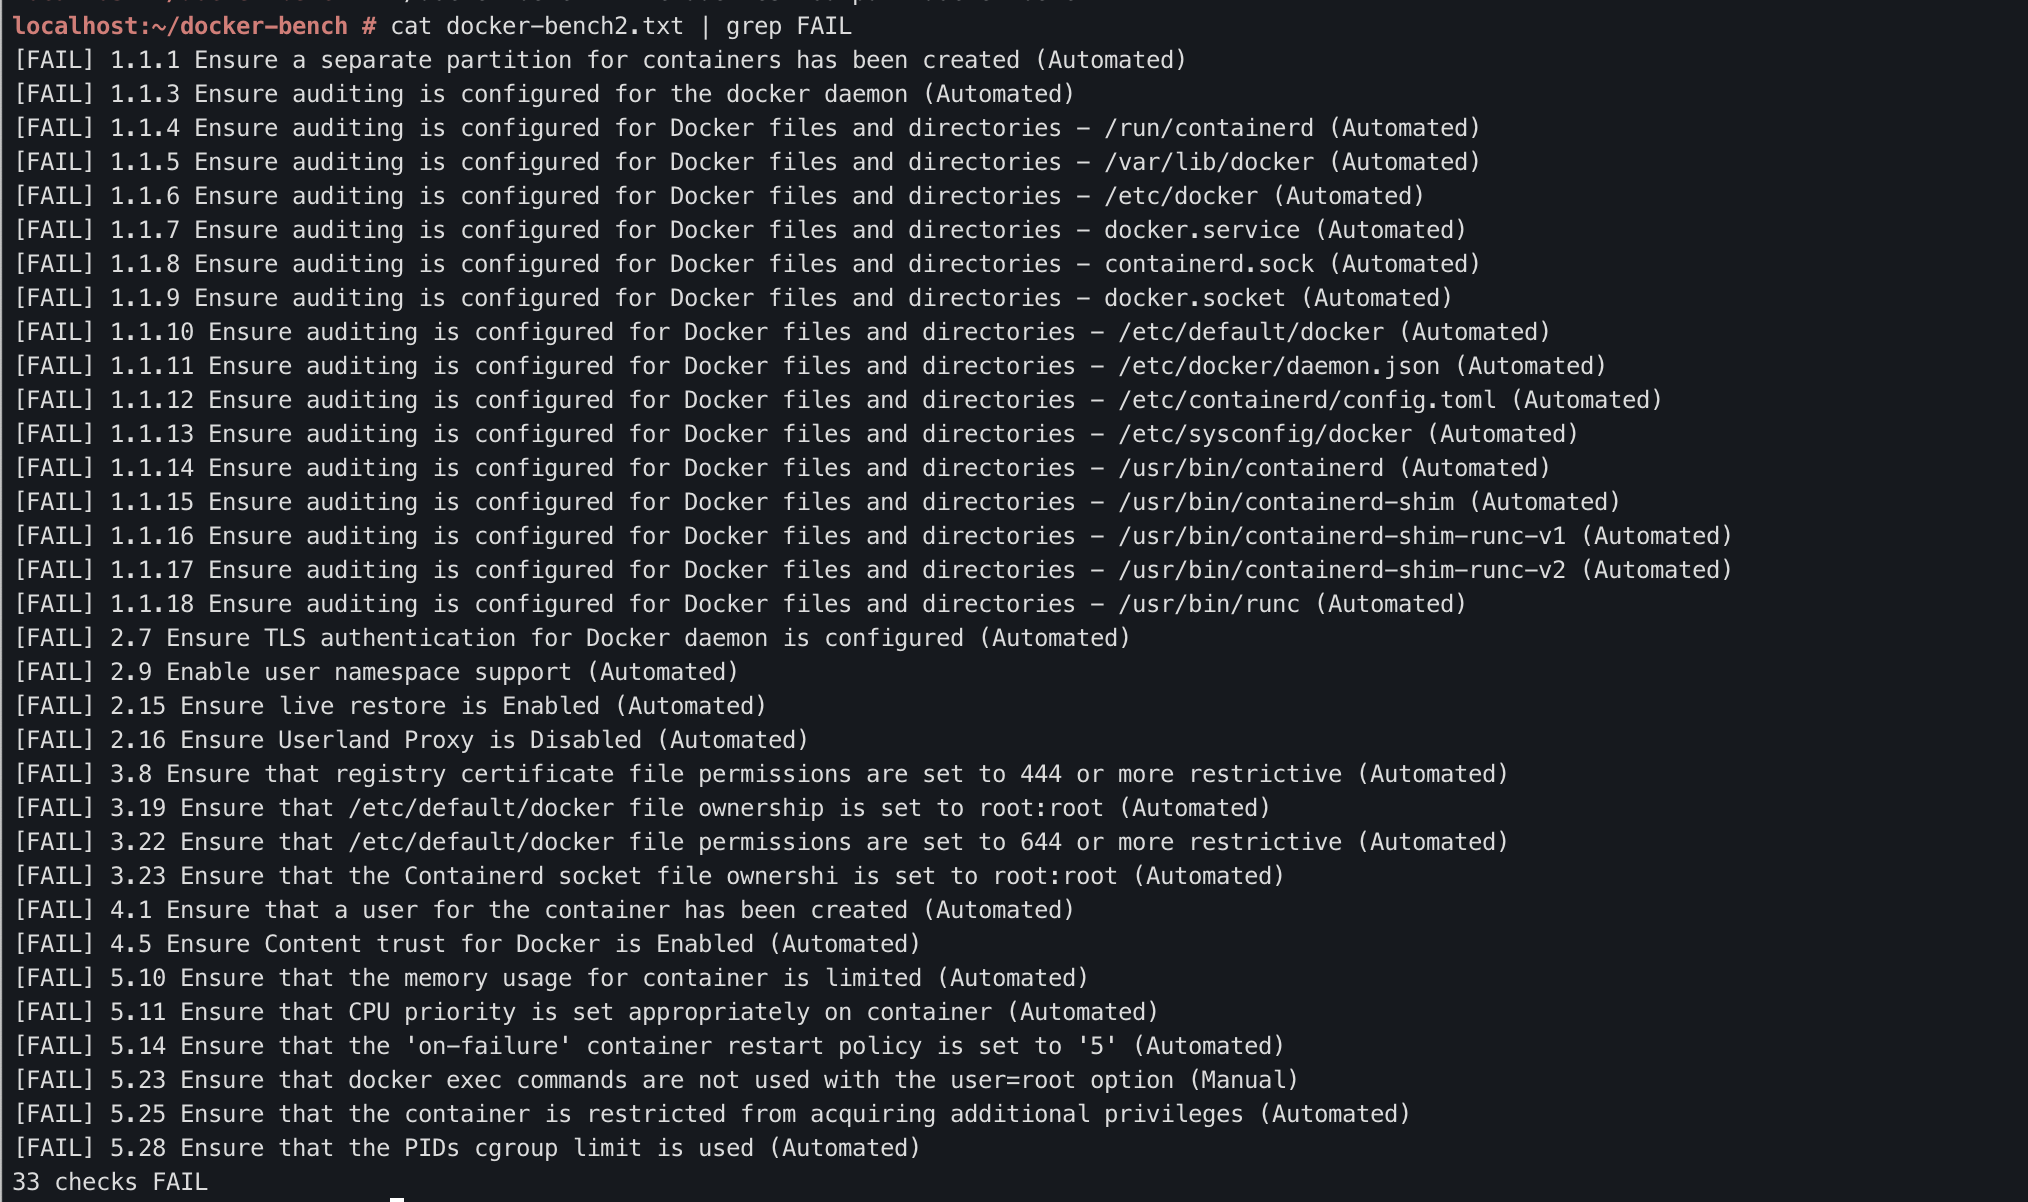 localhost:~/docker-bench # cat docker-bench2.txt | grep FAIL
[FAIL] 1.1.1 Ensure a separate partition for containers has been created (Automated)
[FAIL] 1.1.3 Ensure auditing is configured for the docker daemon (Automated)
[FAIL] 1.1.4 Ensure auditing is configured for Docker files and directories - /run/containerd (Automated)
[FAIL] 1.1.5 Ensure auditing is configured for Docker files and directories - /var/lib/docker (Automated)
[FAIL] 1.1.6 Ensure auditing is configured for Docker files and directories - /etc/docker (Automated)
[FAIL] 1.1.7 Ensure auditing is configured for Docker files and directories - docker.service (Automated)
[FAIL] 1.1.8 Ensure auditing is configured for Docker files and directories - containerd.sock (Automated)
[FAIL] 1.1.9 Ensure auditing is configured for Docker files and directories - docker.socket (Automated)
[FAIL] 1.1.10 Ensure auditing is configured for Docker files and directories - /etc/default/docker (Automated)
[FAIL] 1.1.11 Ensure auditing is configured for Docker files and directories - /etc/docker/daemon.json (Automated)
[FAIL] 1.1.12 Ensure auditing is configured for Docker files and directories - /etc/containerd/config.toml (Automated)
[FAIL] 1.1.13 Ensure auditing is configured for Docker files and directories - /etc/sysconfig/docker (Automated)
[FAIL] 1.1.14 Ensure auditing is configured for Docker files and directories - /usr/bin/containerd (Automated)
[FAIL] 1.1.15 Ensure auditing is configured for Docker files and directories - /usr/bin/containerd-shim (Automated)
[FAIL] 1.1.16 Ensure auditing is configured for Docker files and directories - /usr/bin/containerd-shim-runc-v1 (Automated)
[FAIL] 1.1.17 Ensure auditing is configured for Docker files and directories - /usr/bin/containerd-shim-runc-v2 (Automated)
[FAIL] 1.1.18 Ensure auditing is configured for Docker files and directories - /usr/bin/runc (Automated)
[FAIL] 2.7 Ensure TLS authentication for Docker daemon is configured (Automated)
[FAIL] 2.9 Enable user namespace support (Automated)
[FAIL] 2.15 Ensure live restore is Enabled (Automated)
[FAIL] 2.16 Ensure Userland Proxy is Disabled (Automated)
[FAIL] 3.8 Ensure that registry certificate file permissions are set to 444 or more restrictive (Automated)
[FAIL] 3.19 Ensure that /etc/default/docker file ownership is set to root:root (Automated)
[FAIL] 3.22 Ensure that /etc/default/docker file permissions are set to 644 or more restrictive (Automated)
[FAIL] 3.23 Ensure that the Containerd socket file ownershi is set to root:root (Automated)
[FAIL] 4.1 Ensure that a user for the container has been created (Automated)
[FAIL] 4.5 Ensure Content trust for Docker is Enabled (Automated)
[FAIL] 5.10 Ensure that the memory usage for container is limited (Automated)
[FAIL] 5.11 Ensure that CPU priority is set appropriately on container (Automated)
[FAIL] 5.14 Ensure that the 'on-failure' container restart policy is set to '5' (Automated)
[FAIL] 5.23 Ensure that docker exec commands are not used with the user=root option (Manual)
[FAIL] 5.25 Ensure that the container is restricted from acquiring additional privileges (Automated)
[FAIL] 5.28 Ensure that the PIDs cgroup limit is used (Automated)
33 checks FAIL